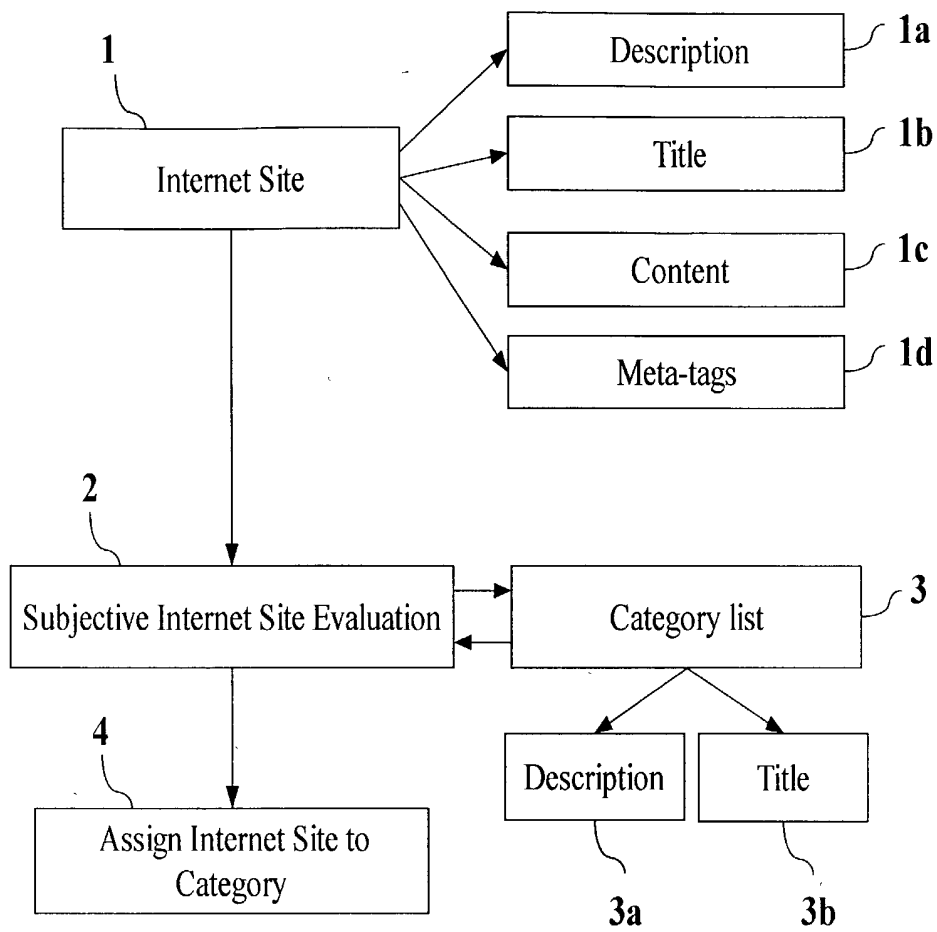 1a
Description
1
1b
Title
Internet Site
1c
Content
1d
Meta-tags
2
3
Subjective Internet Site Evaluation
Category list
4
Description
Title
Assign Internet Site to
Category
3a
3b